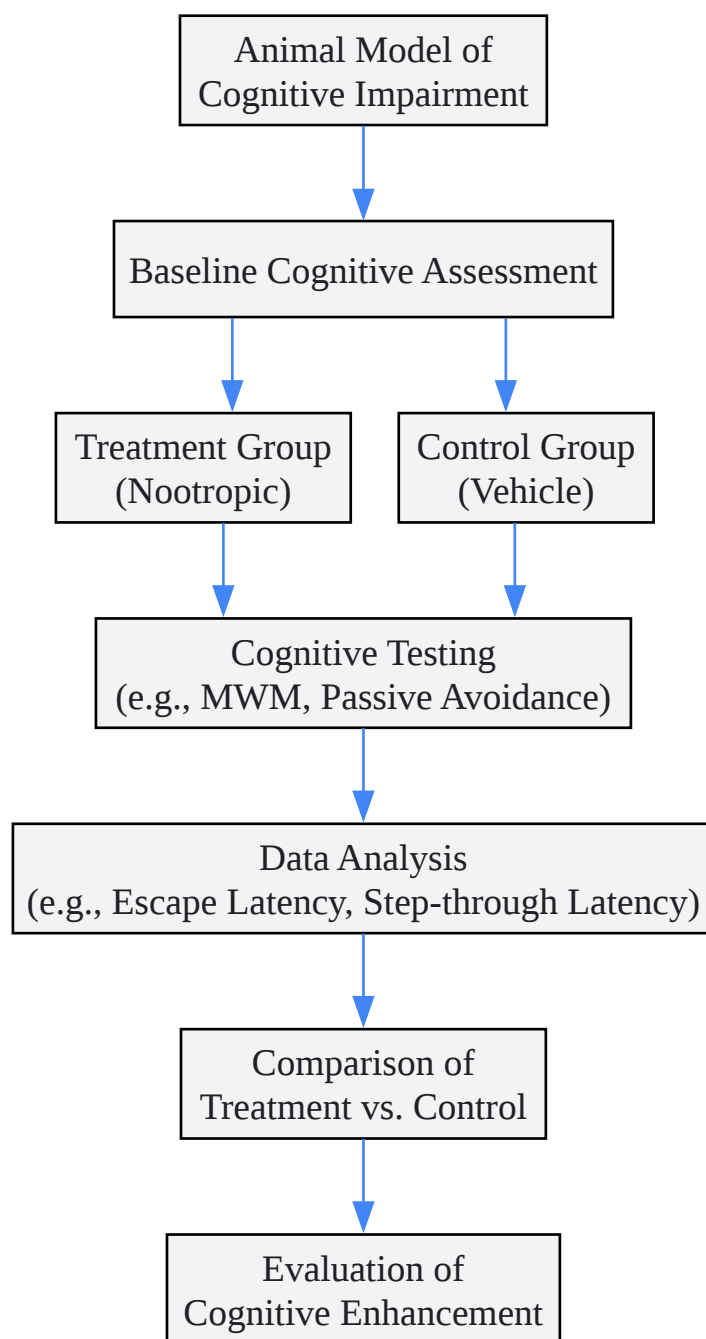 Animal Model of
Cognitive Impairment
Baseline Cognitive Assessment
Treatment Group
(Nootropic)
Control Group
(Vehicle)
Cognitive Testing
(e.g., MWM, Passive Avoidance)
Data Analysis
(e.g., Escape Latency, Step-through Latency)
Comparison of
Treatment vs. Control
Evaluation of
Cognitive Enhancement